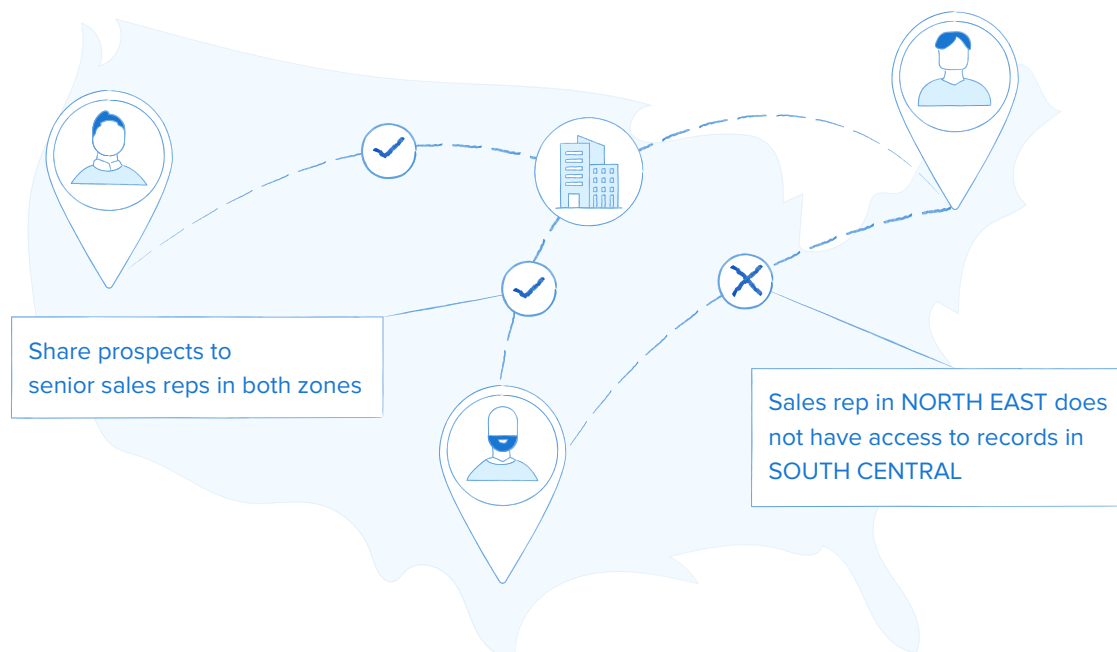 Share prospects to
senior sales reps in both zones
Sales rep in NORTH EAST does
not have access to records in
SOUTH CENTRAL